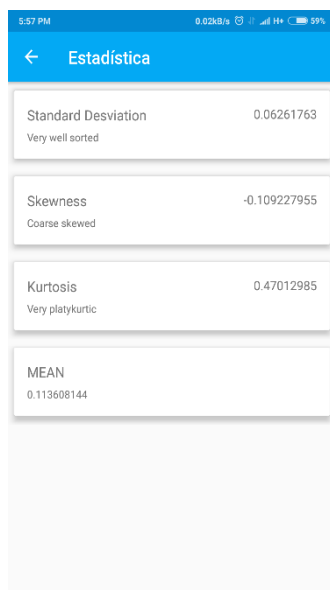 5:57 PM 0.02kB/s H+ 59%
Estadística
Standard Desviation 0.06261763
Very well sorted
Skewness -0.109227955
Coarse skewed
Kurtosis 0.47012985
Very platykurtic
MEAN
0.113608144